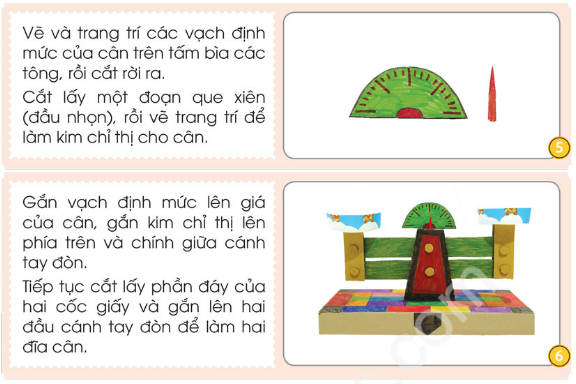 Vẽ và trang trí các vạch định
mức của cân trên tấm bìa các
tông, rồi cắt rời ra.
Cắt lấy một đoạn que xiên
(đầu nhọn), rồi vẽ trang trí để
làm kim chỉ thị cho cân.
5
Gắn vạch định mức lên giá
của cân, gắn kim chỉ thị lên
phía trên và chính giữa cánh
tay đòn.
Tiếp tục cắt lấy phần đáy của
hai cốc giấy và gắn lên hai
đầu cánh tay đòn để làm hai
đĩa cân.
6